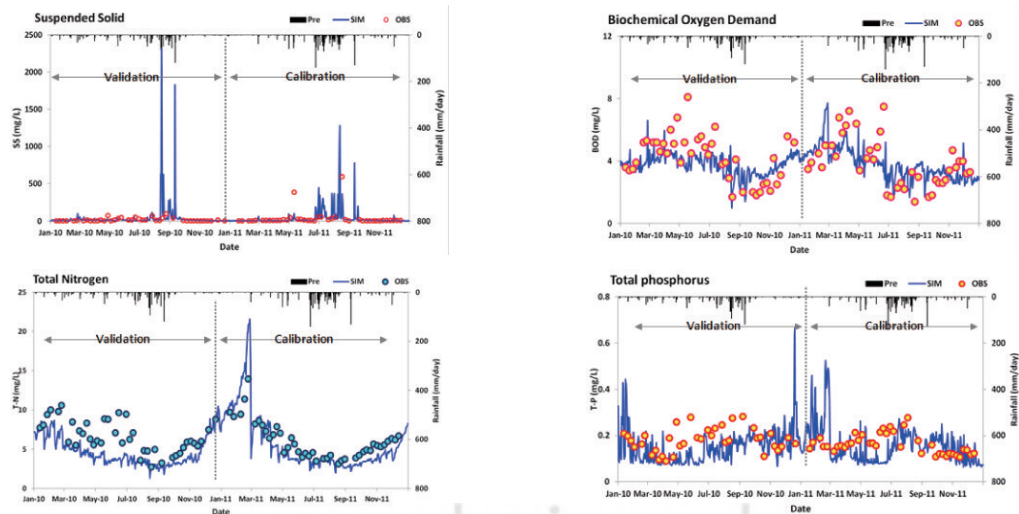 Suspended Solid
Pre SIM OBS
2500 0
2000 200
1500 400
1000
500 600
0 800
SS (mg/L)
Rainfall (mm/day)
Validation Calibration
Jan-10 Mar-10 May-10 Jul-10 Sep-10 Nov-10 Jan-11 Mar-11 May-11 Jul-11 Sep-11 Nov-11
Date
Biochemical Oxygen Demand
Pre SIM OBS
12 0
200
8
400
4
600
0 800
BOD (mg/L)
Rainfall (mm/day)
Validation Calibration
Jan-10 Mar-10 May-10 Jul-10 Sep-10 Nov-10 Jan-11 Mar-11 May-11 Jul-11 Sep-11 Nov-11
Date
Total Nitrogen
Pre SIM OBS
25 0
20
200
15
400
10
600
5
0 800
T-N (mg/L)
Rainfall (mm/day)
Validation Calibration
Jan-10 Mar-10 May-10 Jul-10 Sep-10 Nov-10 Jan-11 Mar-11 May-11 Jul-11 Sep-11 Nov-11
Date
Total phosphorus
Pre SIM OBS
0.8 0
0.6 200
0.4 400
0.2 600
0 800
T-P (mg/L)
Rainfall (mm/day)
Validation Calibration
Jan-10 Mar-10 May-10 Jul-10 Sep-10 Nov-10 Jan-11 Mar-11 May-11 Jul-11 Sep-11 Nov-11
Date